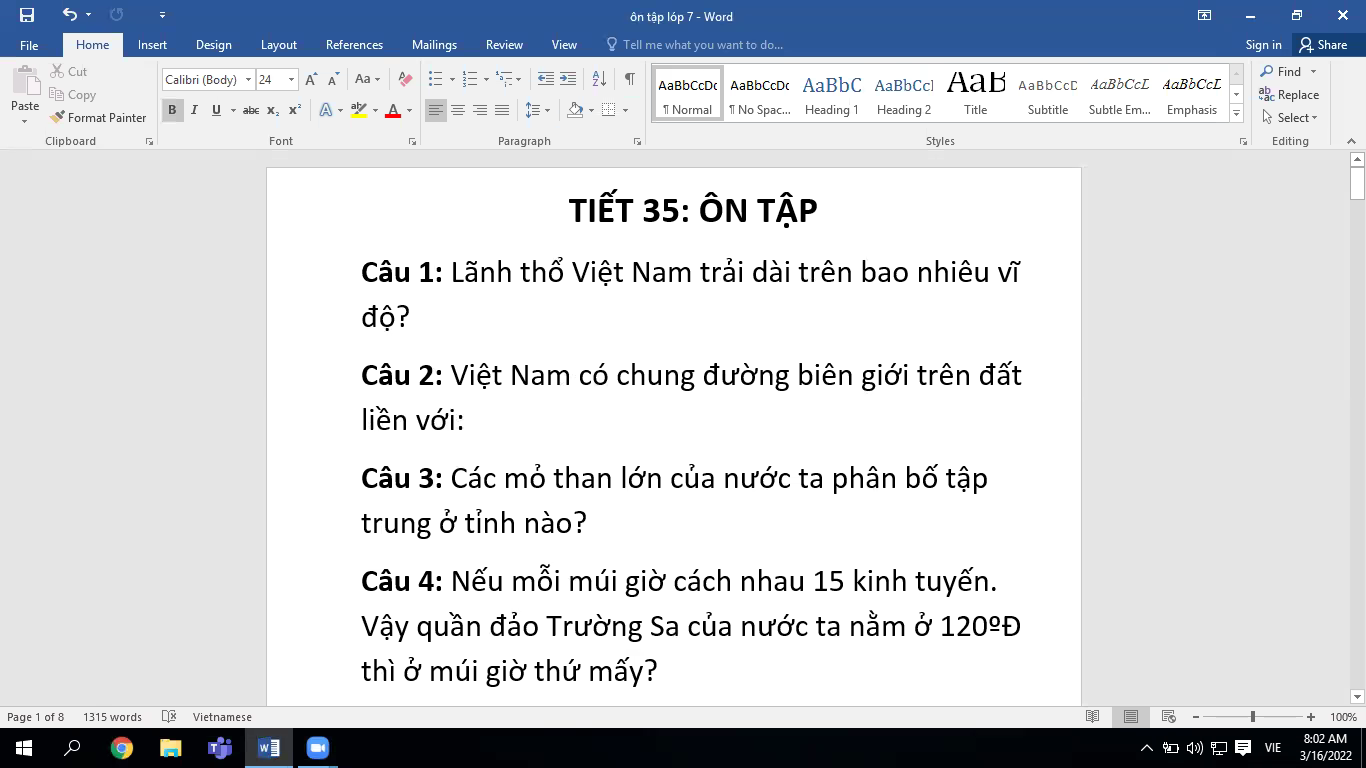 ôn tập lóp 7 - Word
File Home Insert Design Layout References Mailings Review View Tell me what you want to do... Sign in Share
Paste
Cut
Copy
Format Painter
Calibri (Body) 24
AaBbCcDc AaBbCcDc AaBbC AaBbCcI AaB AaBbCcD AaBbCcL AaBbCcL
¶ Normal ¶ No Spac... Heading 1 Heading 2 Title Subtitle Subtle Em... Emphasis
Find
Replace
Select
Clipboard Font Paragraph Styles Editing
TIẾT 35: ÔN TẬP
Câu 1: Lãnh thổ Việt Nam trải dài trên bao nhiêu vĩ
độ?
Câu 2: Việt Nam có chung đường biên giới trên đất
liền với:
Câu 3: Các mỏ than lớn của nước ta phân bố tập
trung ở tỉnh nào?
Câu 4: Nếu mỗi múi giờ cách nhau 15 kinh tuyến.
Vậy quần đảo Trường Sa của nước ta nằm ở 120ºĐ
thì ở múi giờ thứ mấy?
Page 1 of 8 1315 words Vietnamese 100%
VIE
8:02 AM
3/16/2022